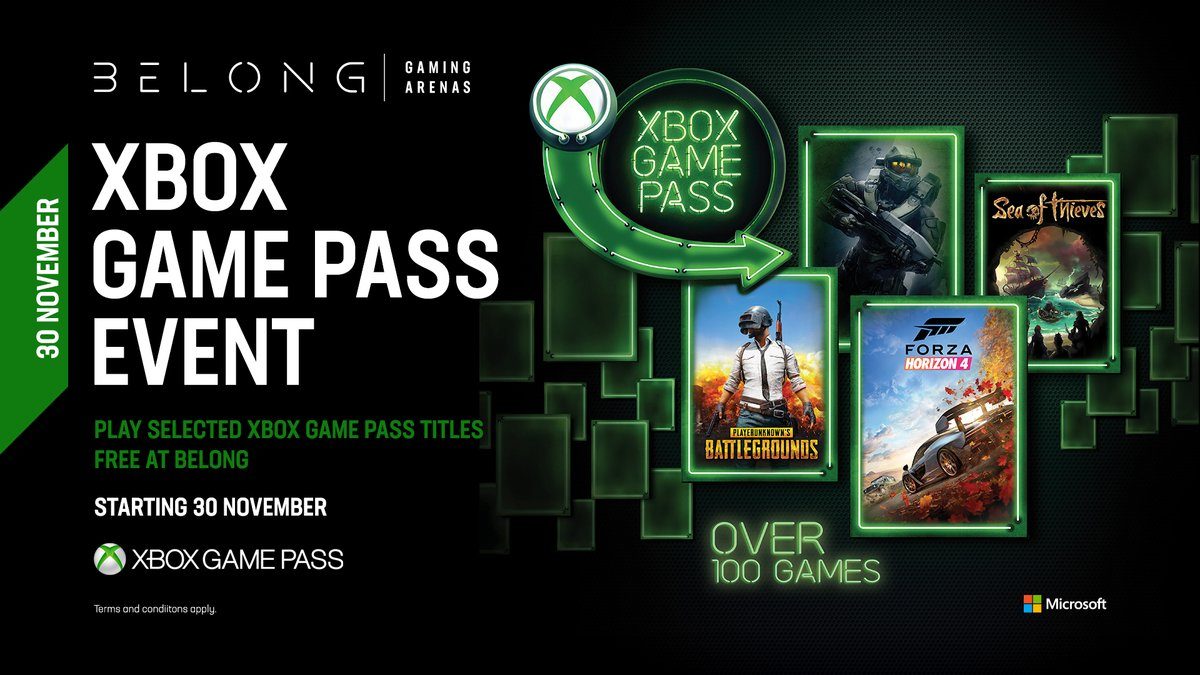 BELONG
GAMING
ARENAS
30 NOVEMBER
XBOX
GAME PASS
EVENT
PLAY SELECTED XBOX GAME PASS TITLES
FREE AT BELONG
STARTING 30 NOVEMBER
XBOX GAME PASS
Terms and condiitons apply.
XBOX
GAME
PASS
Sea of Thieves
PLAYERUNKNOWN'S
BATTLEGROUNDS
FORZA
HORIZON 4
OVER
100 GAMES
Microsoft